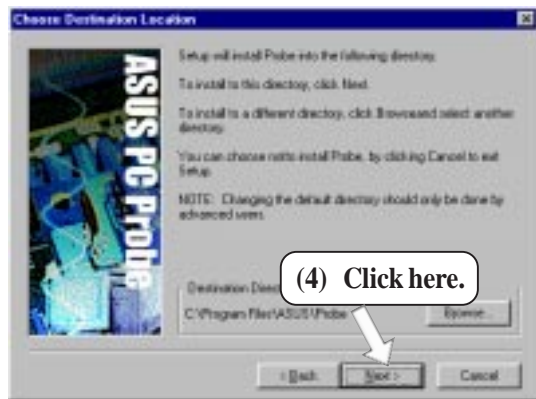 Choose Destination Location
ASUS PC Probe
Setup will install Probe into the following directory.
To install to this directory, click Next.
To install to a different directory, click Browse and select another
directory.
You can choose not to install Probe, by clicking Cancel to exit
Setup.
NOTE: Changing the default directory should only be done by
advanced users.
(4) Click here.
Destination Direct
C:\Program Files\ASUS\Probe
Browse...
< Back
Next >
Cancel